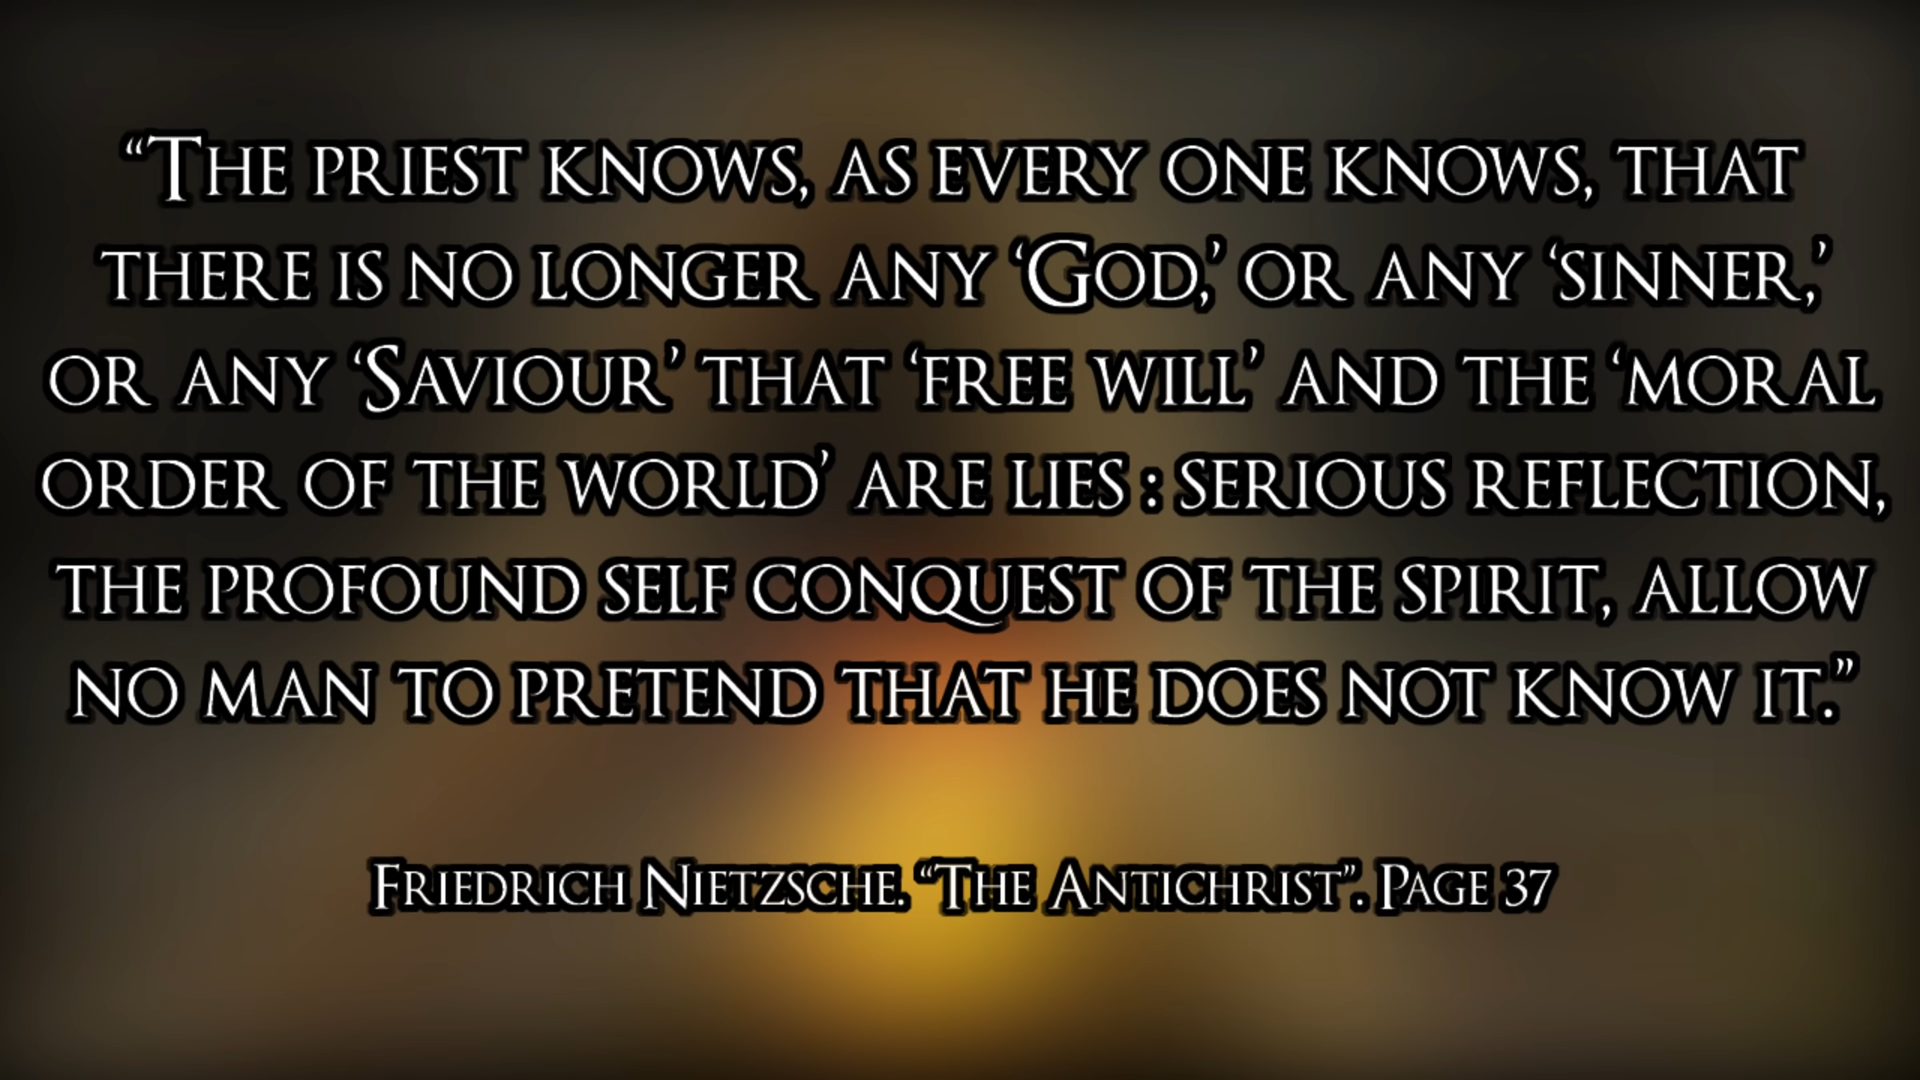 “The priest knows, as every one knows, that
there is no longer any ‘God,’ or any ‘sinner,’
or any ‘Saviour’ that ‘free will’ and the ‘moral
order of the world’ are lies : serious reflection,
the profound self conquest of the spirit, allow
no man to pretend that he does not know it.”
Friedrich Nietzsche. “The Antichrist”. Page 37